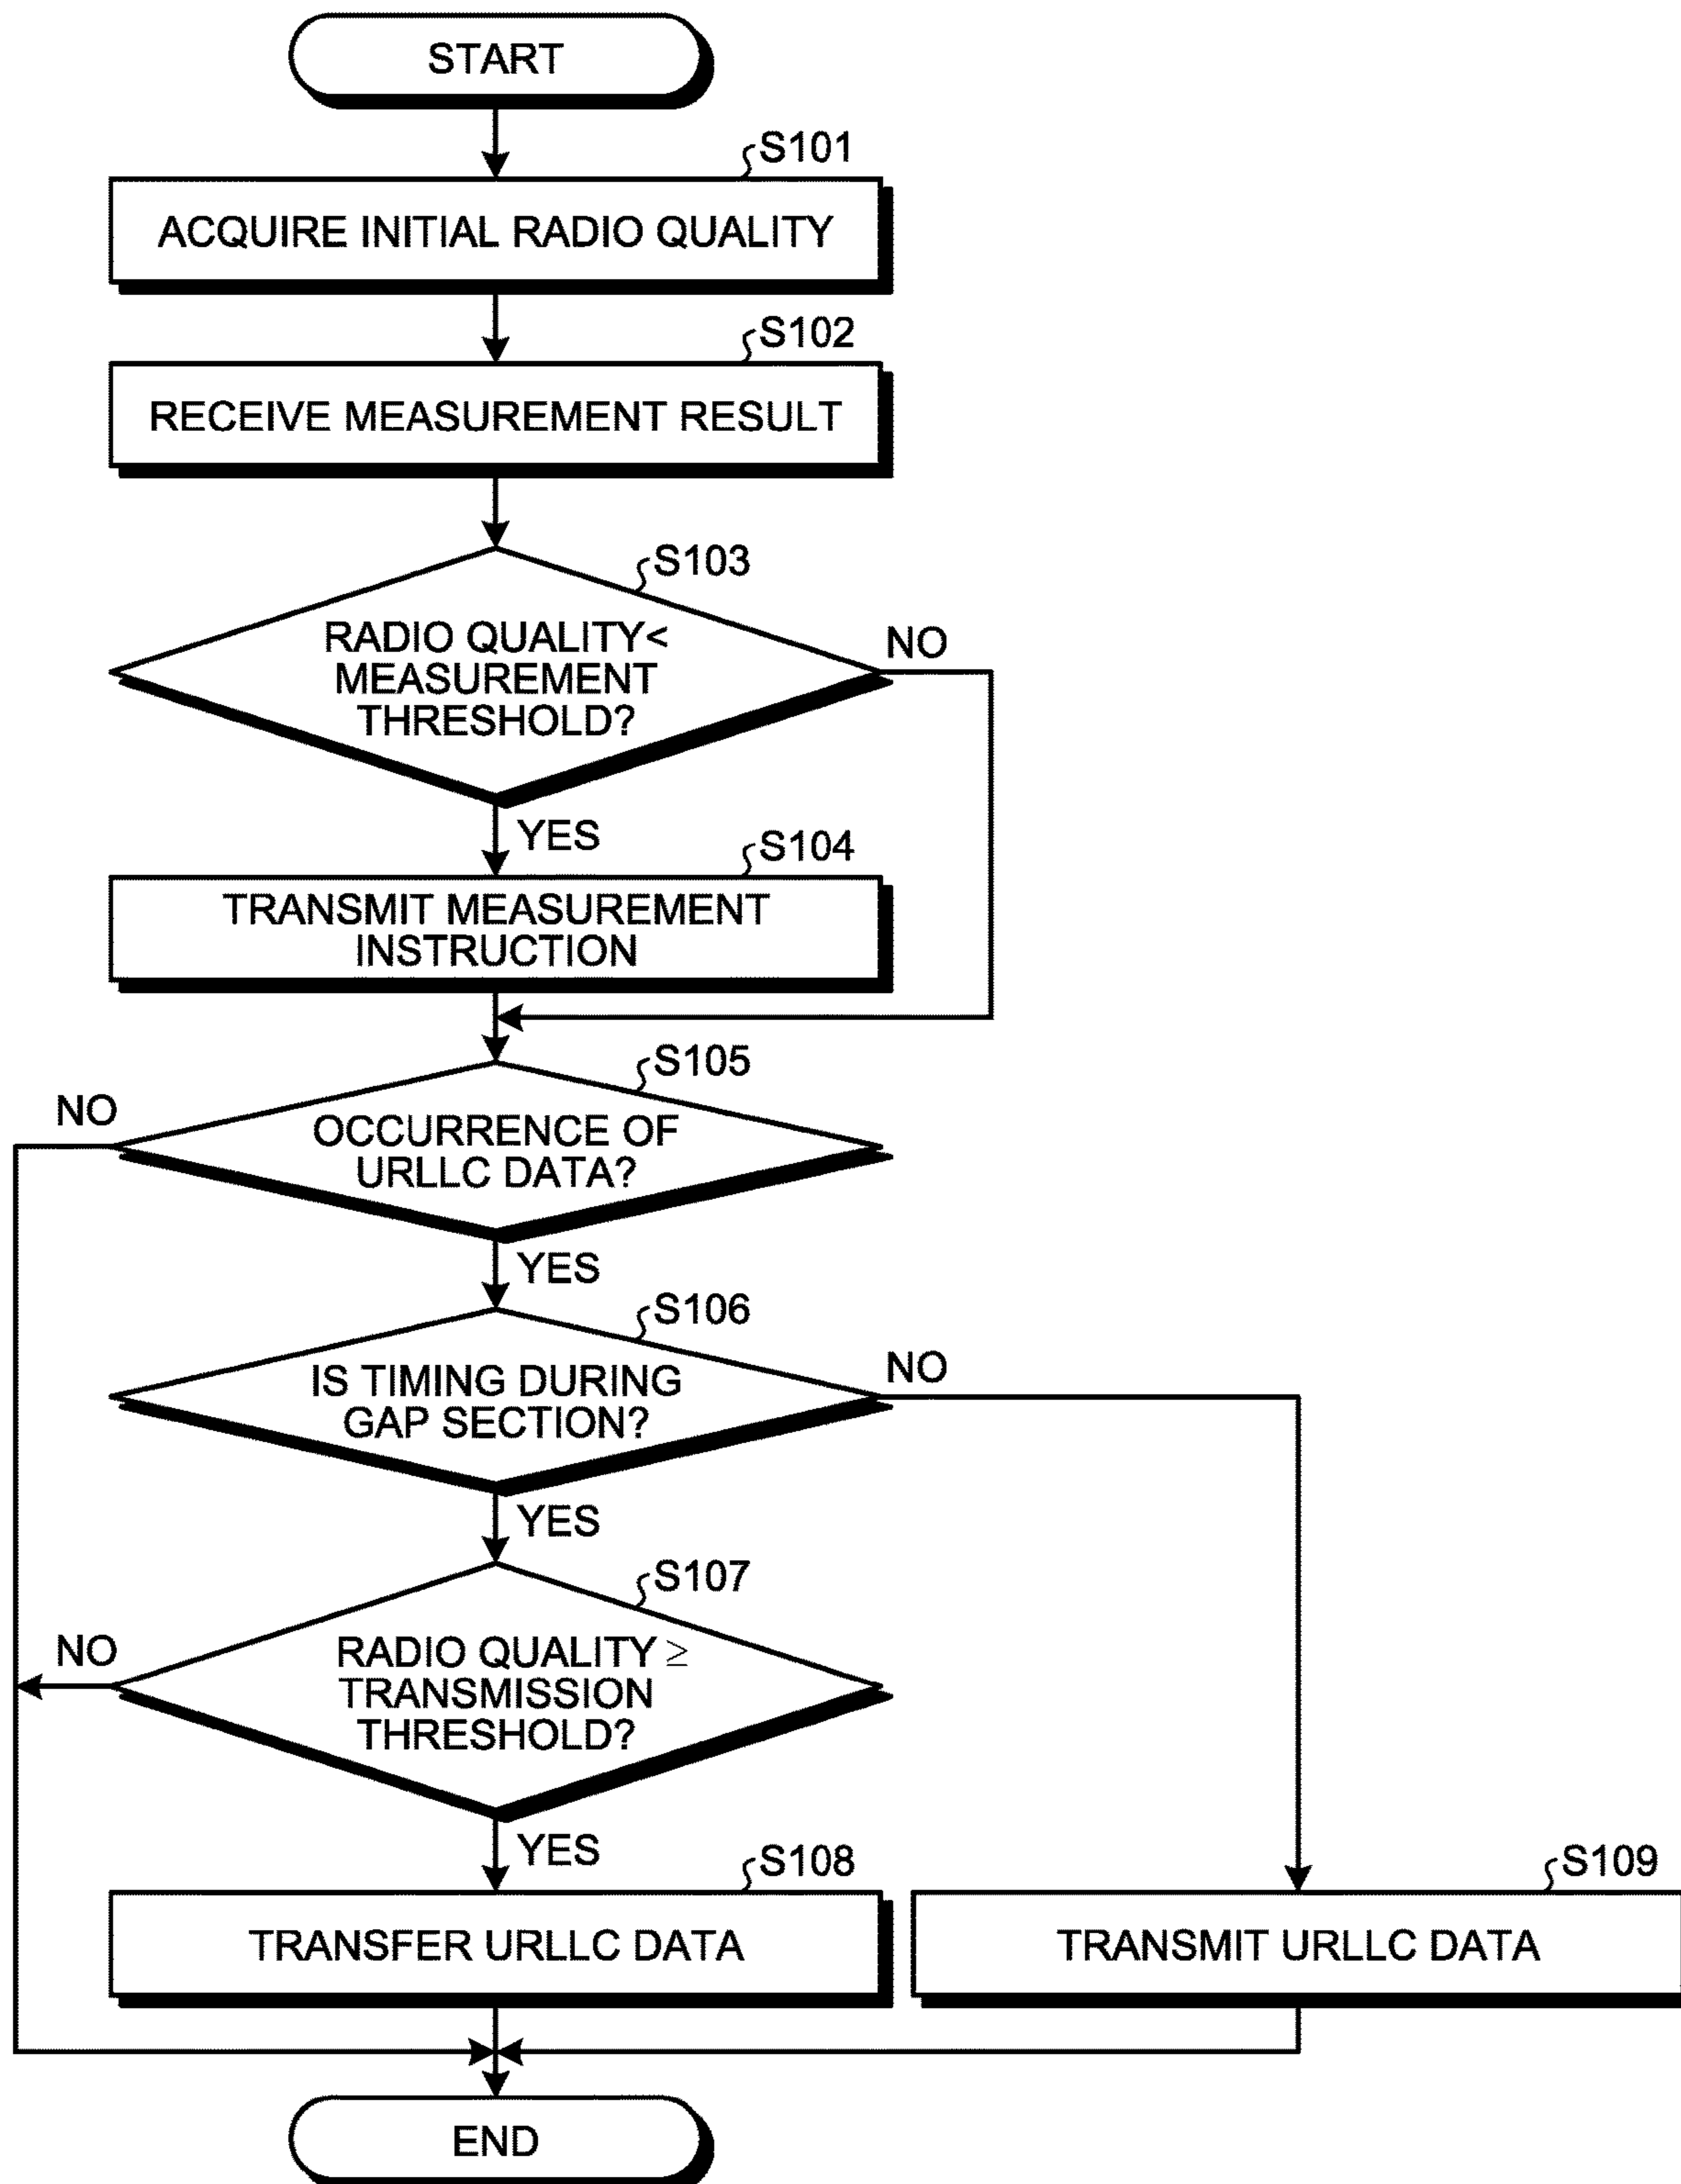 START
S101
ACQUIRE INITIAL RADIO QUALITY
S102
RECEIVE MEASUREMENT RESULT
S103
RADIO QUALITY<
MEASUREMENT
THRESHOLD?
NO
YES
S104
TRANSMIT MEASUREMENT
INSTRUCTION
S105
NO
OCCURRENCE OF
URLLC DATA?
YES
S106
IS TIMING DURING
GAP SECTION?
NO
YES
S107
NO
RADIO QUALITY ≥
TRANSMISSION
THRESHOLD?
YES
S108
S109
TRANSFER URLLC DATA
TRANSMIT URLLC DATA
END